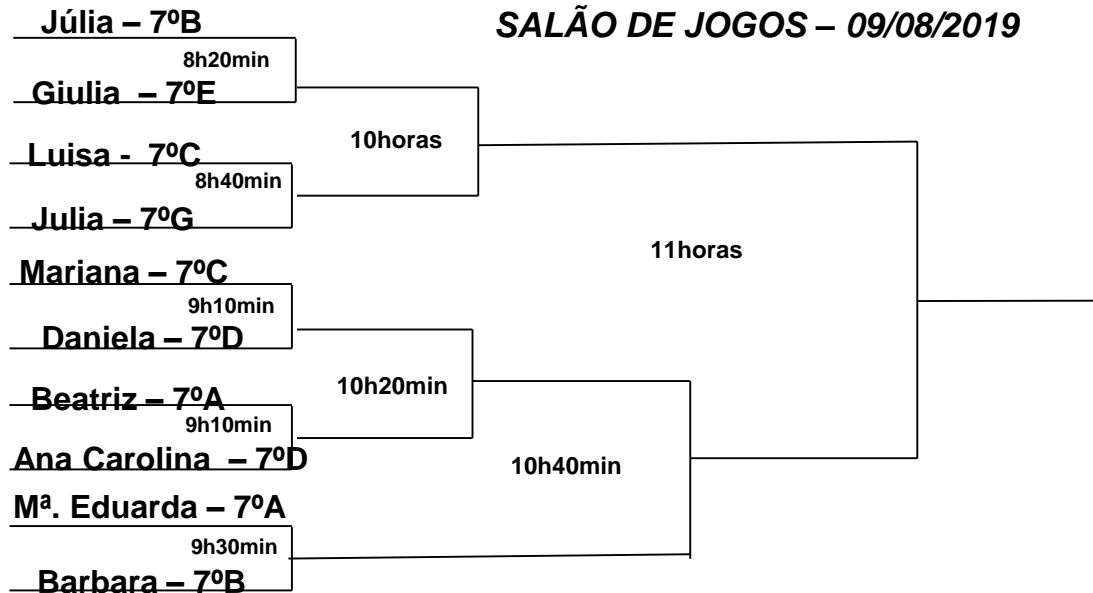 Júlia – 7ºB
SALÃO DE JOGOS – 09/08/2019
8h20min
Giulia – 7ºE
10horas
Luisa - 7ºC
8h40min
Julia – 7ºG
11horas
Mariana – 7ºC
9h10min
Daniela – 7ºD
10h20min
Beatriz – 7ºA
9h10min
Ana Carolina – 7ºD
10h40min
Mª. Eduarda – 7ºA
9h30min
Barbara – 7ºB